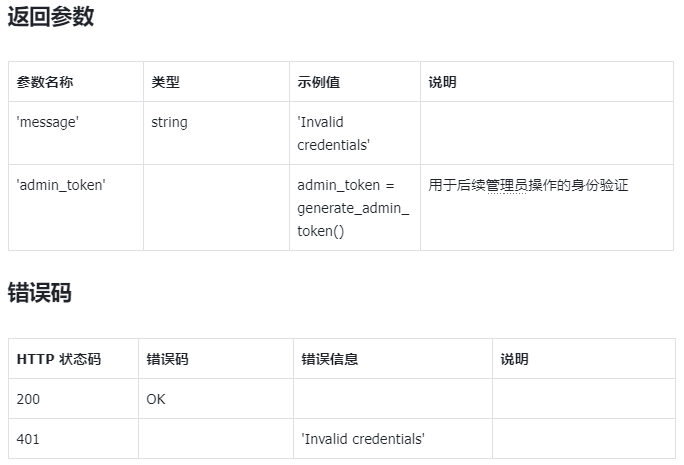 返回参数
参数名称 类型 示例值 说明
'message' string 'Invalid
credentials'
'admin_token' admin_token = 用于后续管理员操作的身份验证
generate_admin_
token()
错误码
HTTP 状态码 错误码 错误信息 说明
200 OK
401 'Invalid credentials'